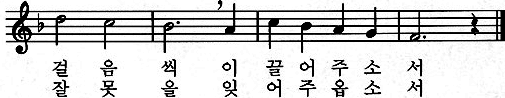 걸 음 씩 이 끌 어 주 소 서
잘 못 을 잊 어 주 옵 소 서